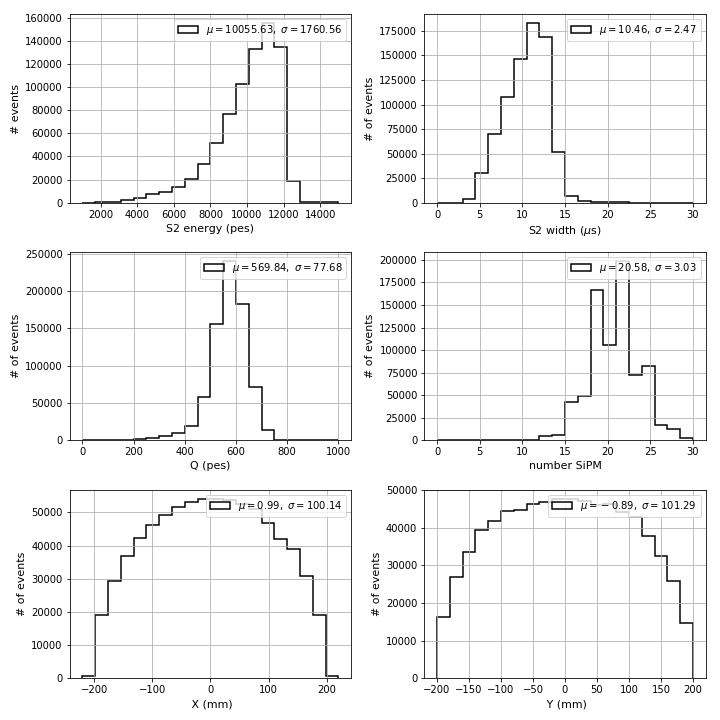 160000
140000
120000
100000
80000
60000
40000
20000
0
# events
μ = 10055.63, σ = 1760.56
2000 4000 6000 8000 10000 12000 14000
S2 energy (pes)
175000
150000
125000
100000
75000
50000
25000
0
# of events
μ = 10.46, σ = 2.47
0 5 10 15 20 25 30
S2 width (μs)
250000
200000
150000
100000
50000
0
# of events
μ = 569.84, σ = 77.68
0 200 400 600 800 1000
Q (pes)
200000
175000
150000
125000
100000
75000
50000
25000
0
# of events
μ = 20.58, σ = 3.03
0 5 10 15 20 25 30
number SiPM
50000
40000
30000
20000
10000
0
# of events
μ = 0.99, σ = 100.14
−200 −100 0 100 200
X (mm)
50000
40000
30000
20000
10000
0
# of events
μ = −0.89, σ = 101.29
−200 −150 −100 −50 0 50 100 150 200
Y (mm)